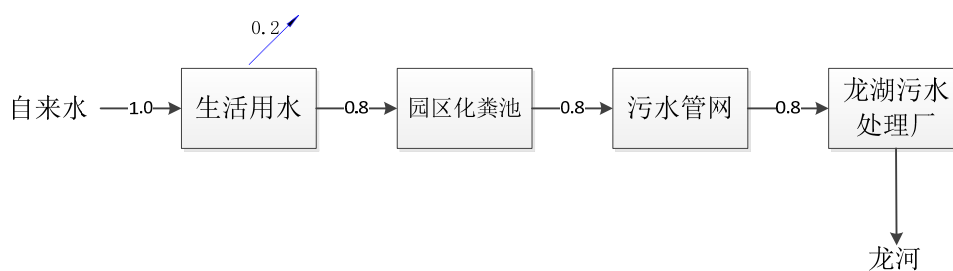 0.2
自来水
1.0
生活用水
0.8
园区化粪池
0.8
污水管网
0.8
龙湖污水
处理厂
龙河